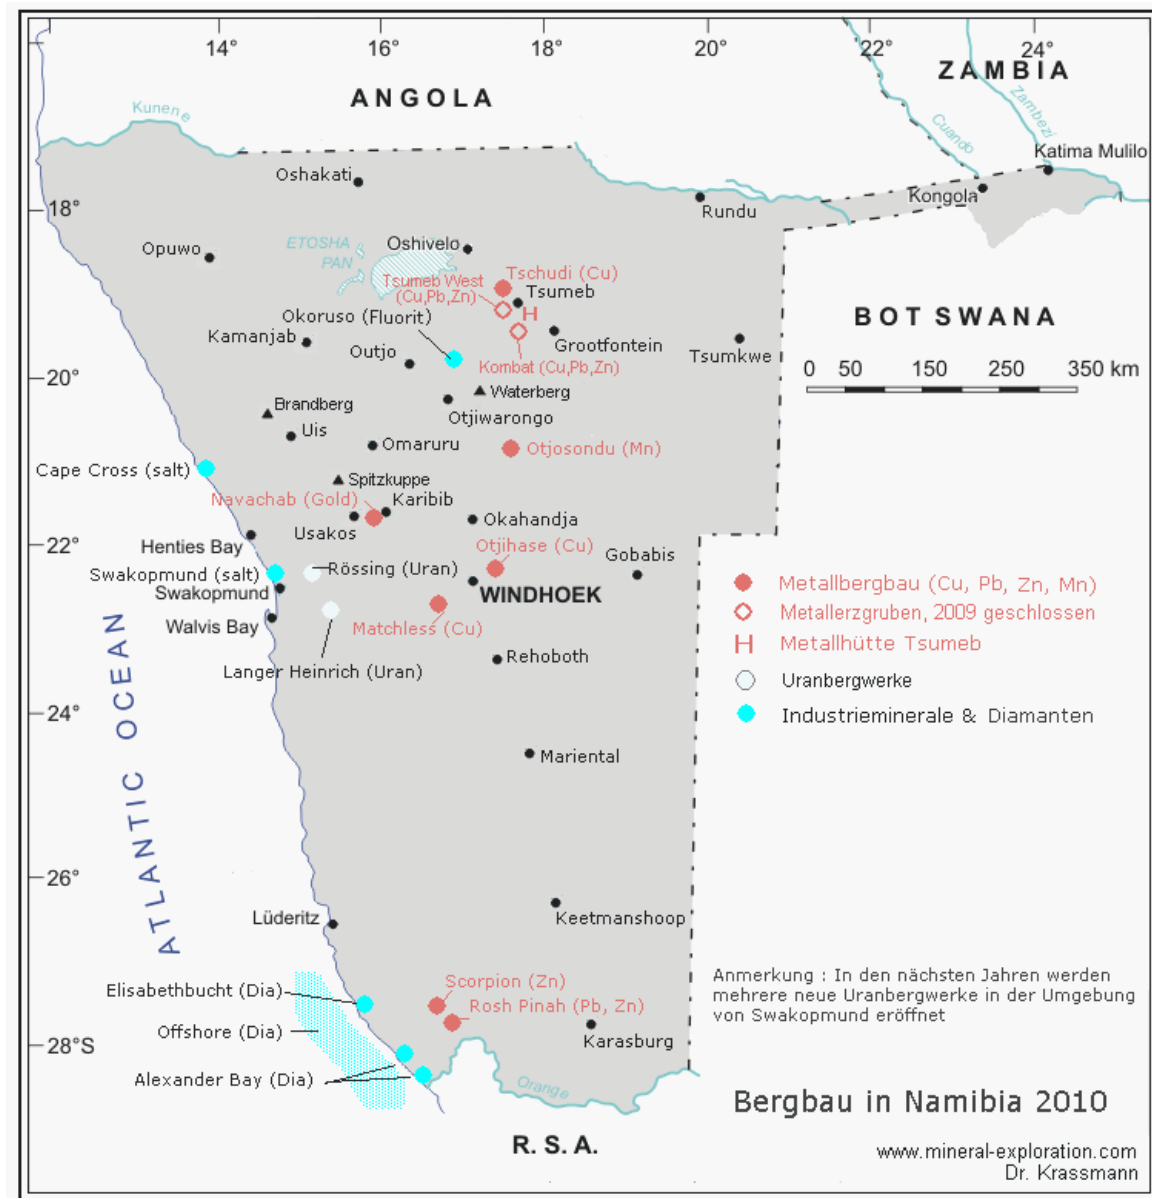 14°
16°
18°
20°
22°
24°
ZAMBIA
ANGOLA
Kunene
Cuando
Zambezi
Katima Mulilo
Oshakati
Kongola
18°
Rundu
Opuwo
ETOSHA
PAN
Oshivelo
Tschudi (Cu)
Tsumeb West
(Cu,Pb,Zn)
Tsumeb
H
Okoruso (Fluorit)
BOTSWANA
Kamanjab
Outjo
Grootfontein
Tsumkwe
Kombat (Cu,Pb,Zn)
0 50 150 250 350 km
20°
Waterberg
Brandberg
Otjiwarongo
Uis
Omaruru
Otjosondu (Mn)
Cape Cross (salt)
Spitzkuppe
Navachab (Gold)
Karibib
Usakos
Okahandja
22°
Henties Bay
Otjihase (Cu)
Gobabis
Swakopmund (salt)
Rössing (Uran)
Swakopmund
WINDHOEK
Walvis Bay
Matchless (Cu)
Langer Heinrich (Uran)
Rehoboth
Metallbergbau (Cu, Pb, Zn, Mn)
Metallerzgruben, 2009 geschlossen
H Metallhütte Tsumeb
Uranbergwerke
Industrieminerale & Diamanten
ATLANTIC OCEAN
24°
Mariental
26°
Lüderitz
Keetmanshoop
Elisabethbucht (Dia)
Scorpion (Zn)
Rosh Pinah (Pb, Zn)
Offshore (Dia)
Karasburg
28°S
Alexander Bay (Dia)
Orange
R. S. A.
Anmerkung : In den nächsten Jahren werden
mehrere neue Uranbergwerke in der Umgebung
von Swakopmund eröffnet
Bergbau in Namibia 2010
www.mineral-exploration.com
Dr. Krassmann